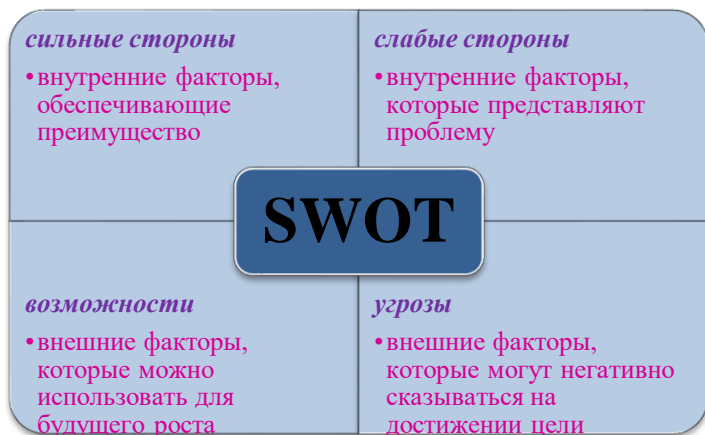 сильные стороны
•внутренние факторы,
обеспечивающие
преимущество
слабые стороны
•внутренние факторы,
которые представляют
проблему
SWOT
возможности
•внешние факторы,
которые можно
использовать для
будущего роста
угрозы
•внешние факторы,
которые могут негативно
сказываться на
достижении цели